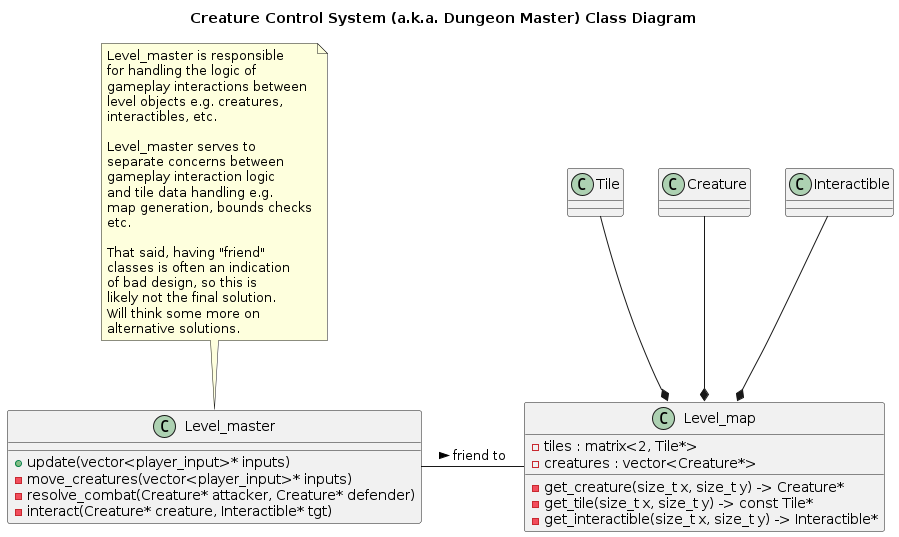 Creature Control System (a.k.a. Dungeon Master) Class Diagram
Level_master is responsible
for handling the logic of
gameplay interactions between
level objects e.g. creatures,
interactibles, etc.
Level_master serves to
separate concerns between
gameplay interaction logic
and tile data handling e.g.
map generation, bounds checks
etc.
That said, having "friend"
classes is often an indication
of bad design, so this is
likely not the final solution.
Will think some more on
alternative solutions.
C Tile
C Creature
C Interactible
C Level_master
update(vector<player_input>* inputs)
move_creatures(vector<player_input>* inputs)
resolve_combat(Creature* attacker, Creature* defender)
interact(Creature* creature, Interactible* tgt)
friend to
C Level_map
tiles : matrix<2, Tile*>
creatures : vector<Creature*>
get_creature(size_t x, size_t y) -> Creature*
get_tile(size_t x, size_t y) -> const Tile*
get_interactible(size_t x, size_t y) -> Interactible*